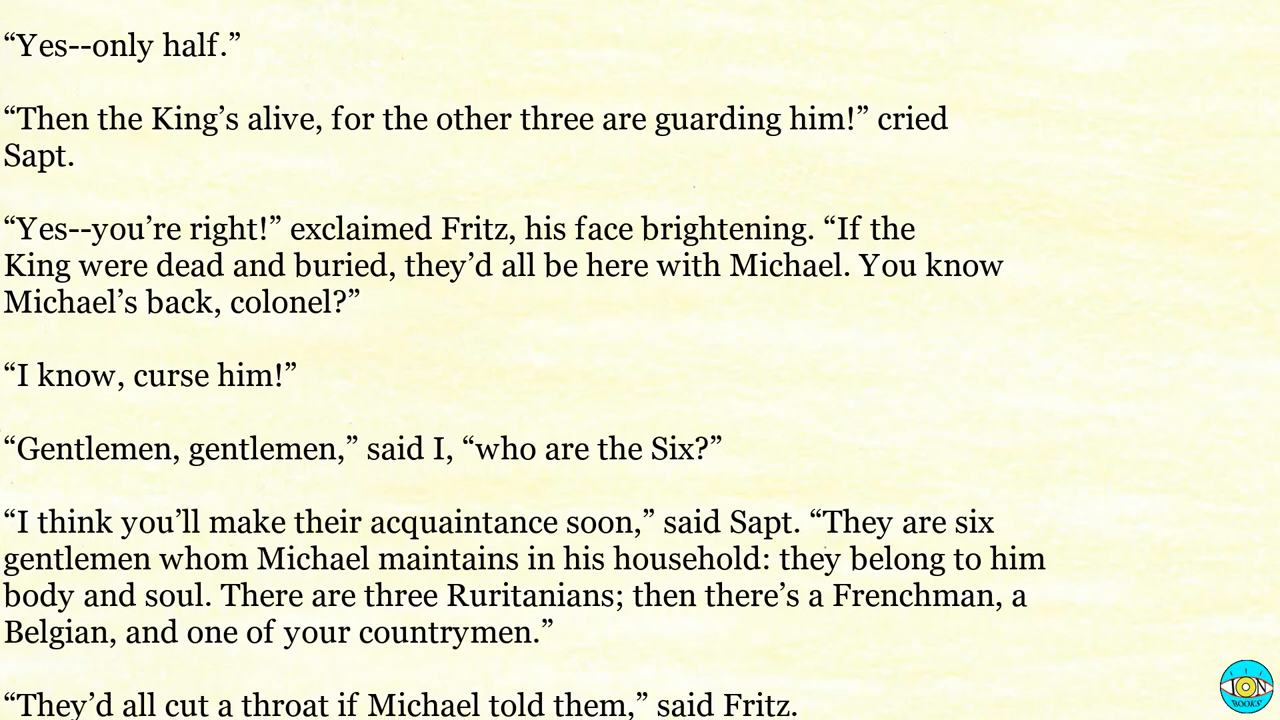 “Yes--only half.”
“Then the King’s alive, for the other three are guarding him!” cried
Sapt.
“Yes--you’re right!” exclaimed Fritz, his face brightening. “If the
King were dead and buried, they’d all be here with Michael. You know
Michael’s back, colonel?”
“I know, curse him!”
“Gentlemen, gentlemen,” said I, “who are the Six?”
“I think you’ll make their acquaintance soon,” said Sapt. “They are six
gentlemen whom Michael maintains in his household: they belong to him
body and soul. There are three Ruritanians; then there’s a Frenchman, a
Belgian, and one of your countrymen.”
“They’d all cut a throat if Michael told them,” said Fritz.
ION
BOOKS